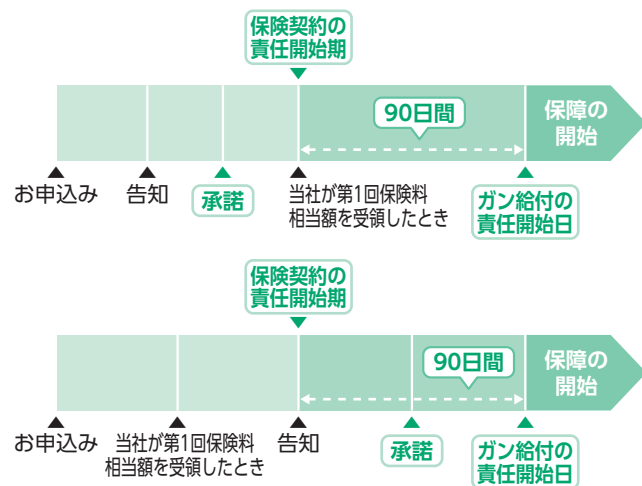 保険契約の
責任開始期
90日間
保障の
開始
お申込み
告知
承諾
当社が第1回保険料
相当額を受領したとき
ガン給付の
責任開始日
保険契約の
責任開始期
90日間
保障の
開始
お申込み
当社が第1回保険料
相当額を受領したとき
告知
承諾
ガン給付の
責任開始日